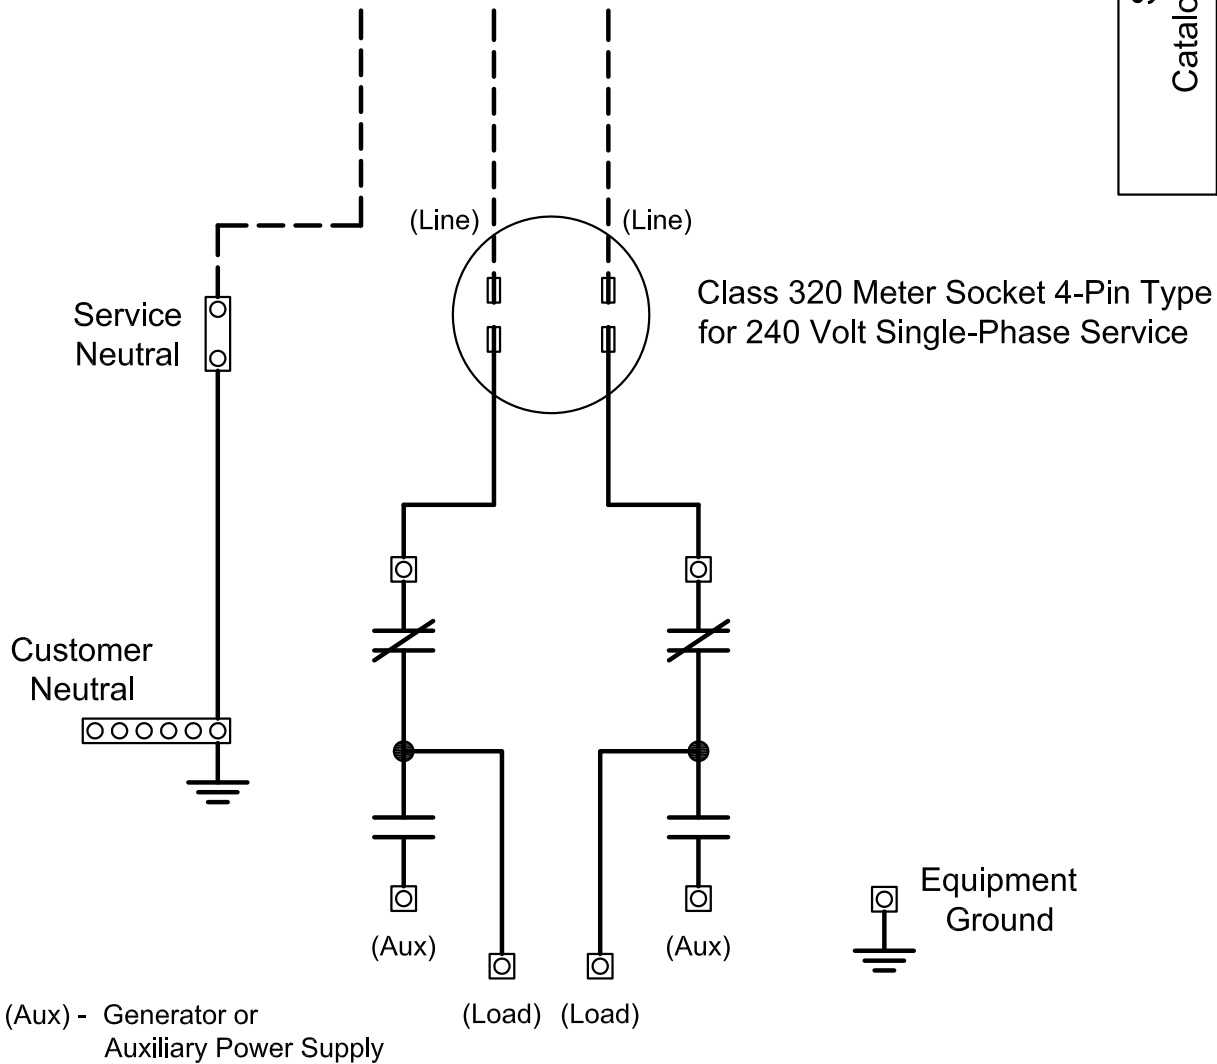 Catalo
(Line)
(Line)
Class 320 Meter Socket 4-Pin Type
for 240 Volt Single-Phase Service
Service
Neutral
Customer
Neutral
Equipment
Ground
(Aux)
(Aux)
(Load)
(Load)
(Aux) - Generator or
Auxiliary Power Supply